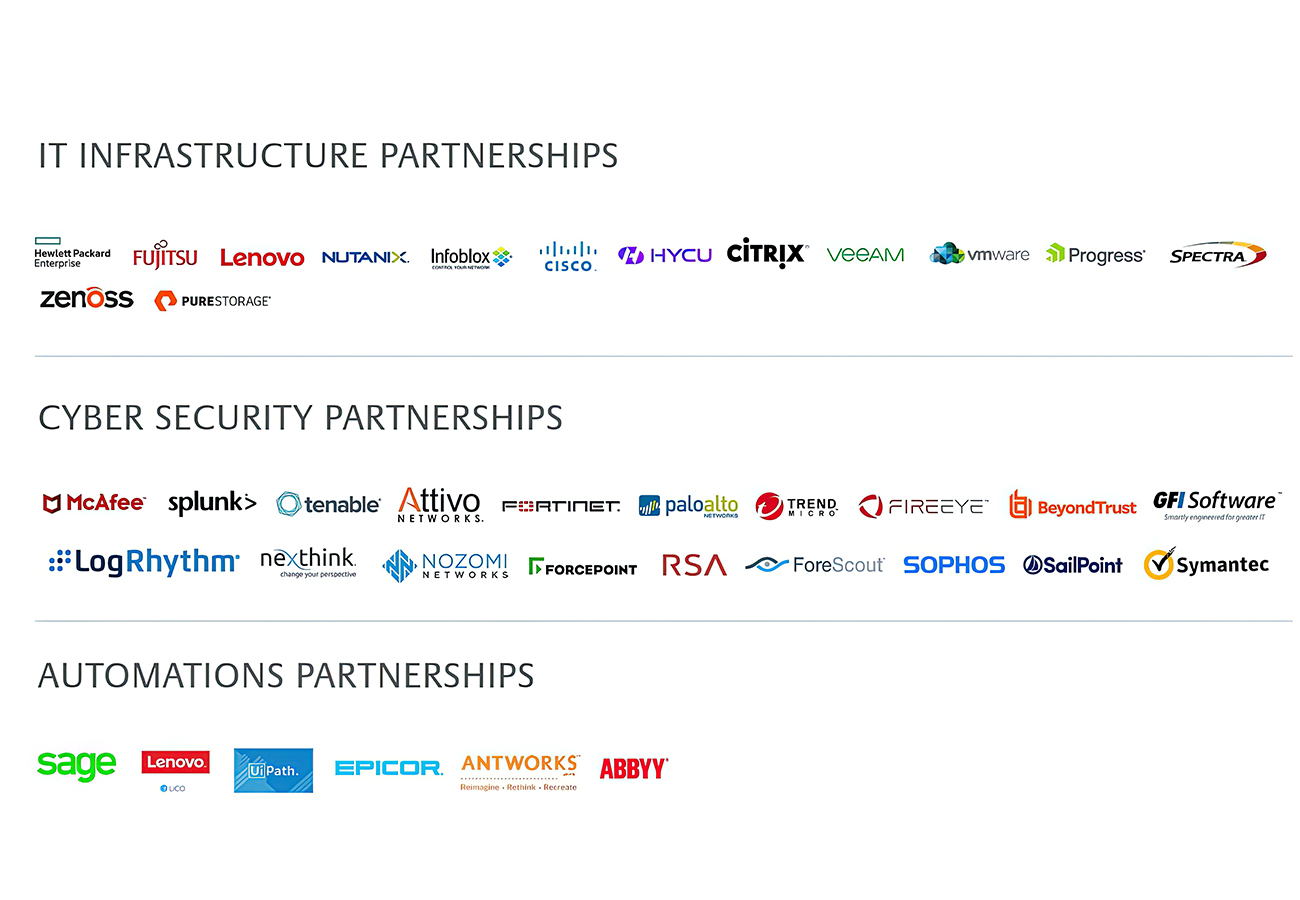 IT INFRASTRUCTURE PARTNERSHIPS
Hewlett Packard
Enterprise
FUJITSU
Lenovo
NUTANIX.
Infoblox
CONTROL YOUR NETWORK
CISCO
HYCU
CITRIX
VEEAM
vmware
Progress
SPECTRA
zenoss
PURESTORAGE
CYBER SECURITY PARTNERSHIPS
McAfee
splunk>
tenable
Attivo
NETWORKS.
FORTINET
paloalto
NETWORKS
TREND
MICRO
FIREEYE
BeyondTrust
GFI Software
Smartly engineered for greater IT
LogRhythm
nexthink
change your perspective
NOZOMI
NETWORKS
FORCEPOINT
RSA
ForeScout
SOPHOS
SailPoint
Symantec
AUTOMATIONS PARTNERSHIPS
sage
Lenovo
LiCO
UiPath
EPICOR
ANTWORKS
Reimagine • Rethink • Recreate
ABBYY